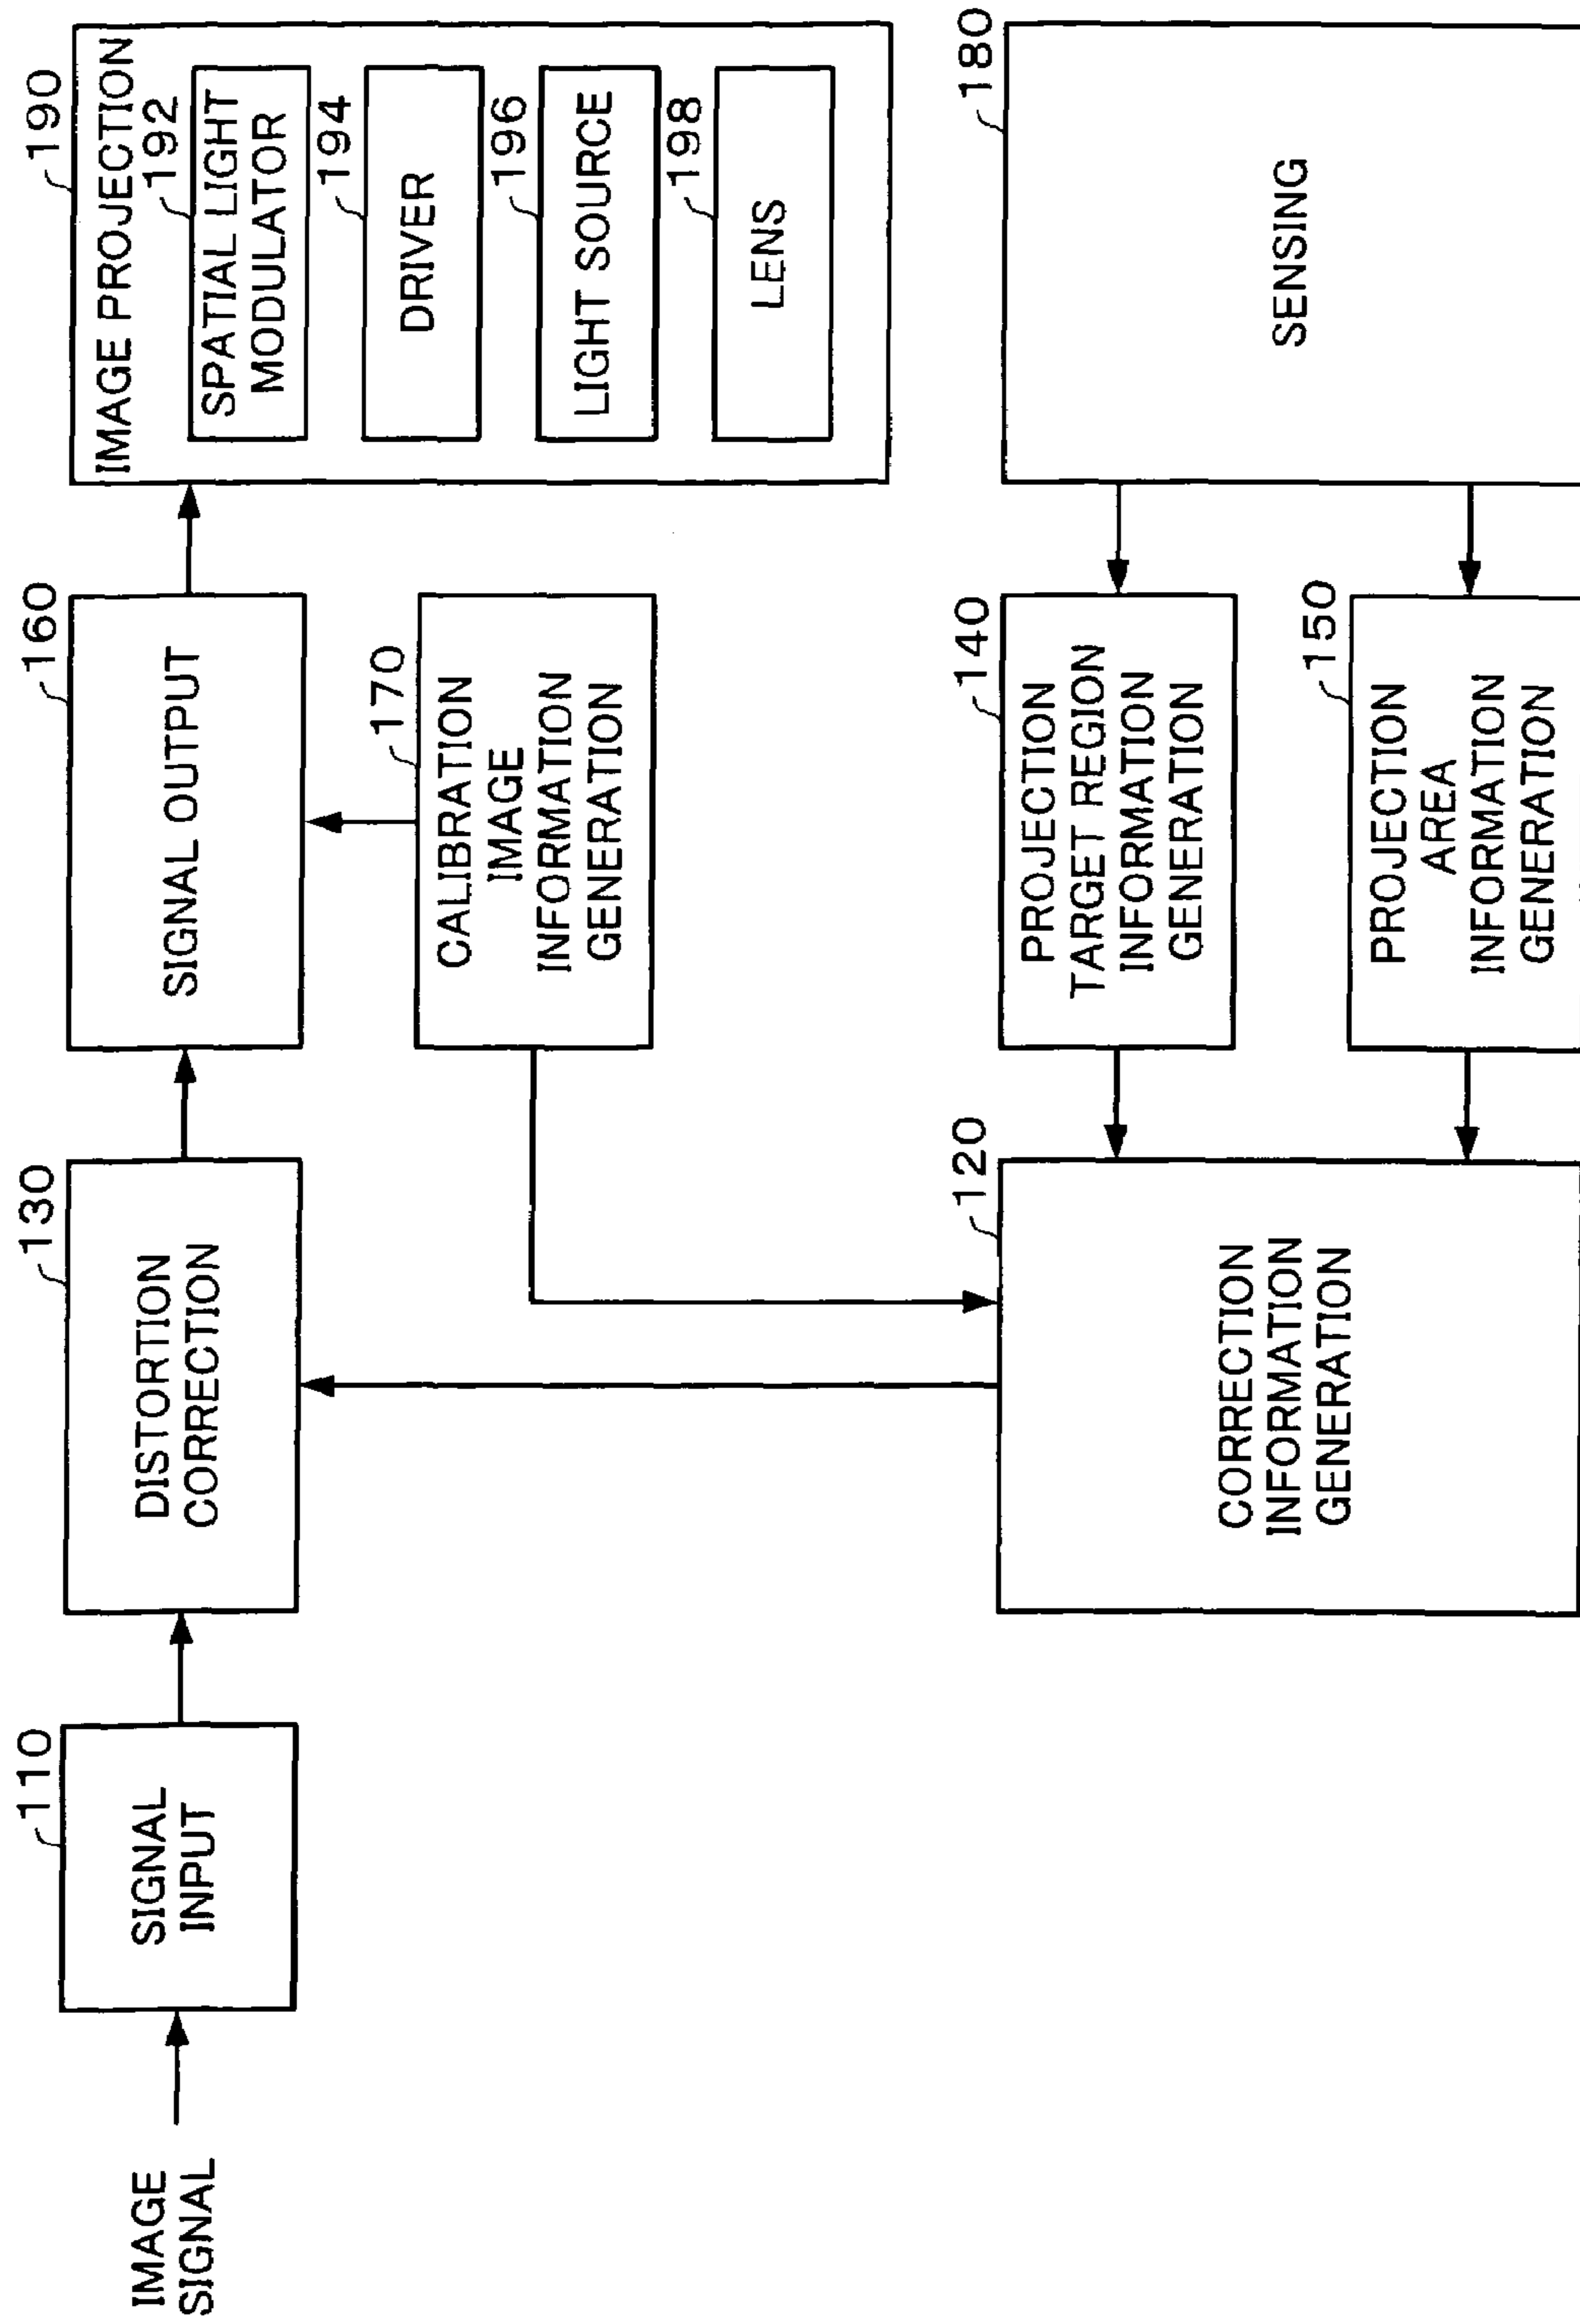 IMAGE
SIGNAL
110
SIGNAL
INPUT
130
DISTORTION
CORRECTION
160
SIGNAL OUTPUT
190
IMAGE PROJECTION
192
SPATIAL LIGHT
MODULATOR
194
DRIVER
196
LIGHT SOURCE
198
LENS
170
CALIBRATION
IMAGE
INFORMATION
GENERATION
120
CORRECTION
INFORMATION
GENERATION
140
PROJECTION
TARGET REGION
INFORMATION
GENERATION
150
PROJECTION
AREA
INFORMATION
GENERATION
180
SENSING